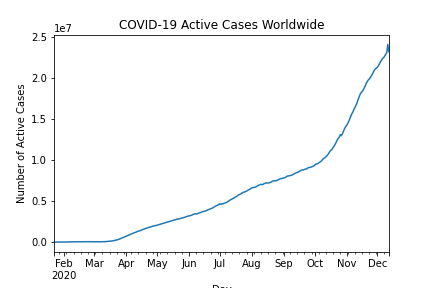 COVID-19 Active Cases Worldwide
1e7
2.5
2.0
1.5
1.0
0.5
0.0
Number of Active Cases
Feb Mar Apr May Jun Jul Aug Sep Oct Nov Dec
2020